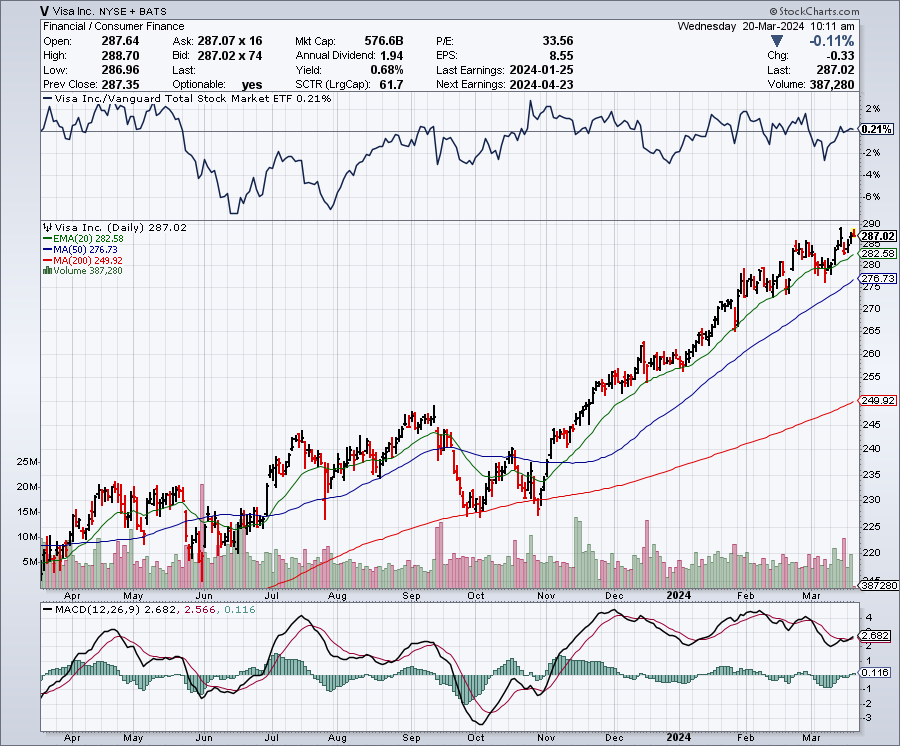 V Visa Inc. NYSE + BATS
© StockCharts.com
Financial / Consumer Finance
Wednesday 20-Mar-2024 10:11 am
Open: 287.64 Ask: 287.07 x 16 Mkt Cap: 576.6B P/E: 33.56 ▼ -0.11%
High: 288.70 Bid: 287.02 x 74 Annual Dividend: 1.94 EPS: 8.55 Chg: -0.33
Low: 286.96 Last: Yield: 0.68% Last Earnings: 2024-01-25 Last: 287.02
Prev Close: 287.35 Optionable: yes SCTR (LrgCap): 61.7 Next Earnings: 2024-04-23 Volume: 387,280
Visa Inc./Vanguard Total Stock Market ETF 0.21%
2%
0.21%
-2%
-4%
-6%
Visa Inc. (Daily) 287.02
EMA(20) 282.58
MA(50) 276.73
MA(200) 249.92
Volume 387,280
290
287.02
285
282.58
280
276.73
275
270
265
260
255
249.92
245
240
235
230
225
220
387280
25M
20M
15M
10M
5M
Apr May Jun Jul Aug Sep Oct Nov Dec 2024 Feb Mar
MACD(12,26,9) 2.682, 2.566, 0.116
4
3
2.682
2
1
0.116
-1
-2
-3
Apr May Jun Jul Aug Sep Oct Nov Dec 2024 Feb Mar